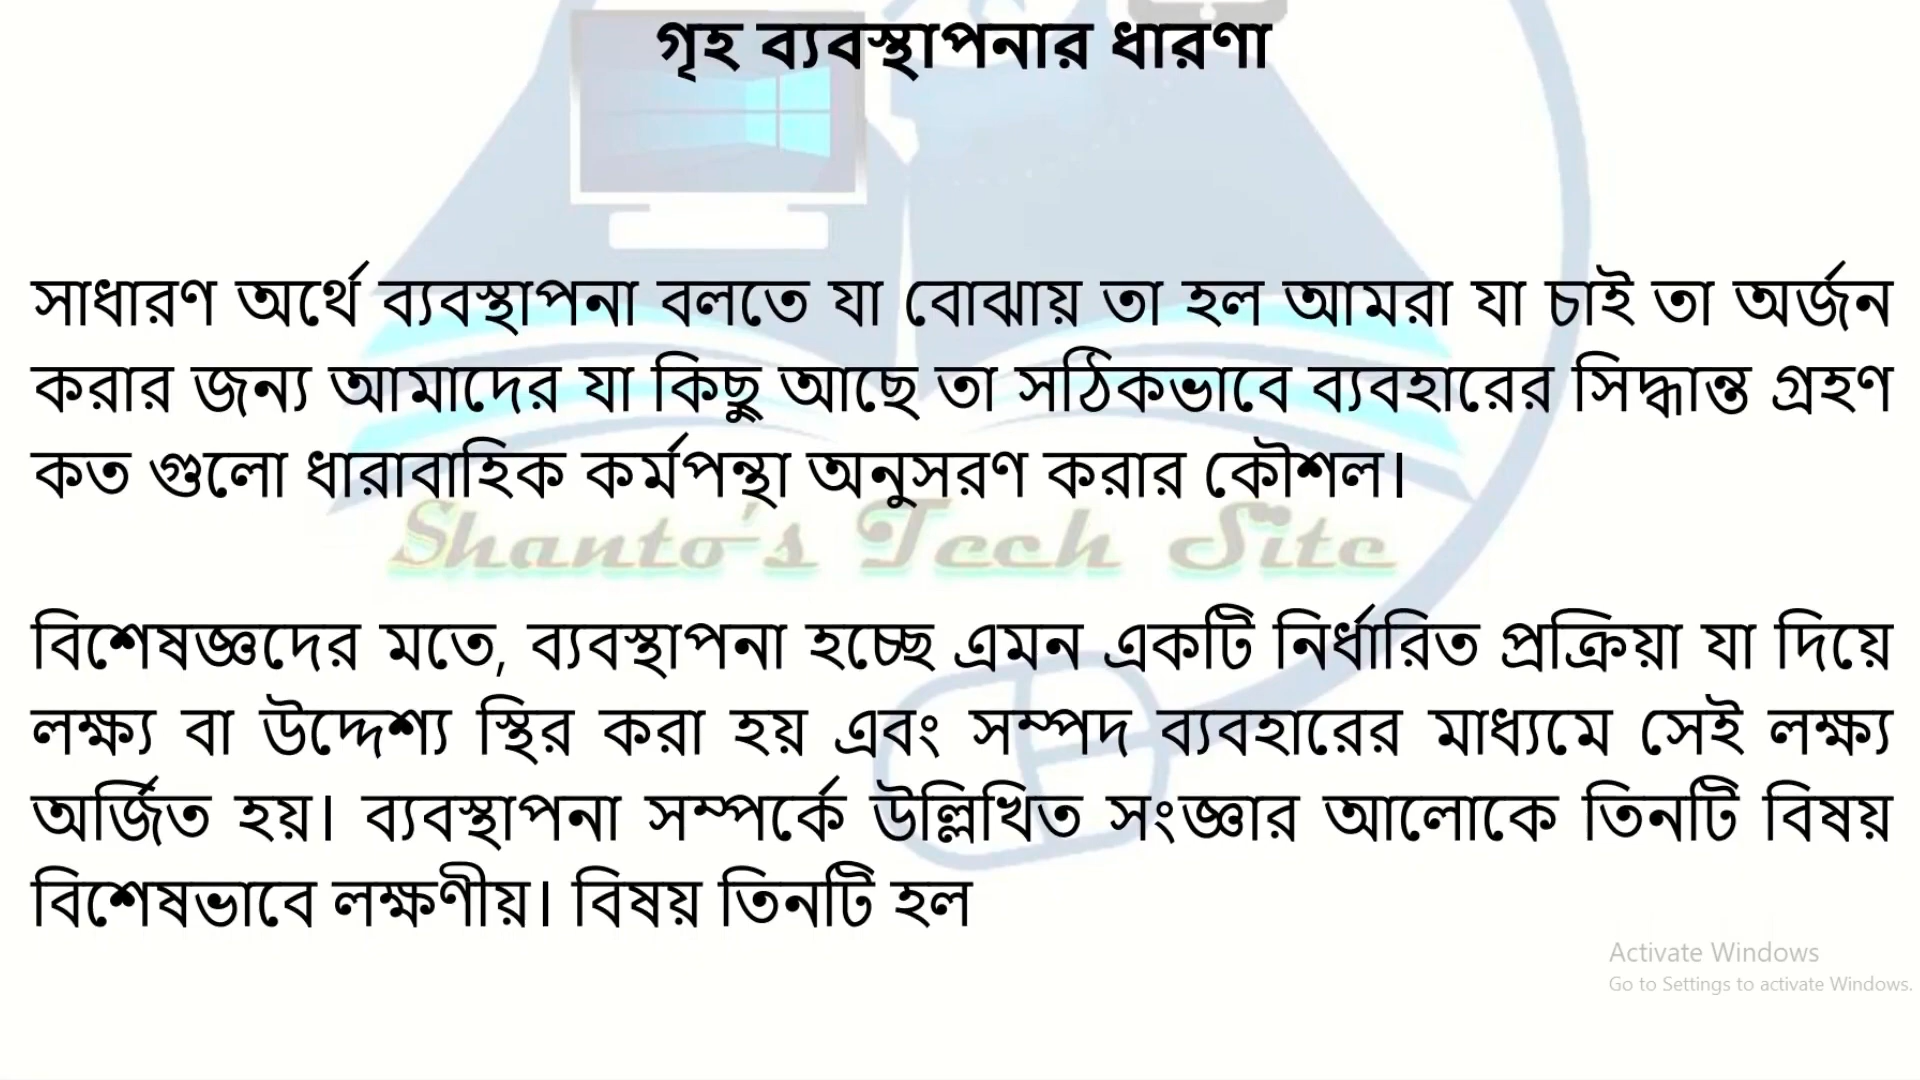 গৃহ ব্যবস্থাপনার ধারণা
সাধারণ অর্থে ব্যবস্থাপনা বলতে যা বোঝায় তা হল আমরা যা চাই তা অর্জন
করার জন্য আমাদের যা কিছু আছে তা সঠিকভাবে ব্যবহারের সিদ্ধান্ত গ্রহণ
কত গুলো ধারাবাহিক কর্মপন্থা অনুসরণ করার কৌশল।
Shanto's Tech Site
বিশেষজ্ঞদের মতে, ব্যবস্থাপনা হচ্ছে এমন একটি নির্ধারিত প্রক্রিয়া যা দিয়ে
লক্ষ্য বা উদ্দেশ্য স্থির করা হয় এবং সম্পদ ব্যবহারের মাধ্যমে সেই লক্ষ্য
অর্জিত হয়। ব্যবস্থাপনা সম্পর্কে উল্লিখিত সংজ্ঞার আলোকে তিনটি বিষয়
বিশেষভাবে লক্ষণীয়। বিষয় তিনটি হল
Activate Windows
Go to Settings to activate Windows.